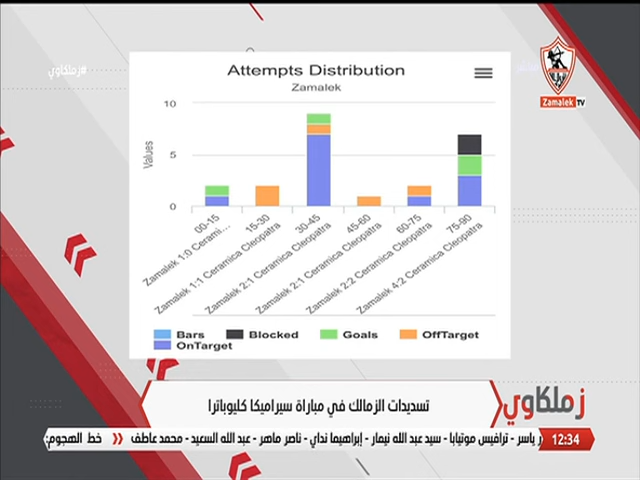 #زملكاوي
Zamalek TV
Attempts Distribution
Zamalek
Values
10
5
0
00-15
Zamalek 1:0 Cerami...
15-30
Zamalek 1:1 Ceramica Cleopatra
30-45
Zamalek 2:1 Ceramica Cleopatra
45-60
Zamalek 2:1 Ceramica Cleopatra
60-75
Zamalek 2:2 Ceramica Cleopatra
75-90
Zamalek 4:2 Ceramica Cleopatra
Bars Blocked Goals OffTarget
OnTarget
تسديدات الزمالك في مباراة سيراميكا كليوباترا
زملكاوي
ياسر - ترافيس موتيابا - سيد عبد الله نيمار - إبراهيما نداي - ناصر ماهر - عبد الله السعيد - محمد عاطف خط الهجوم:
12:34